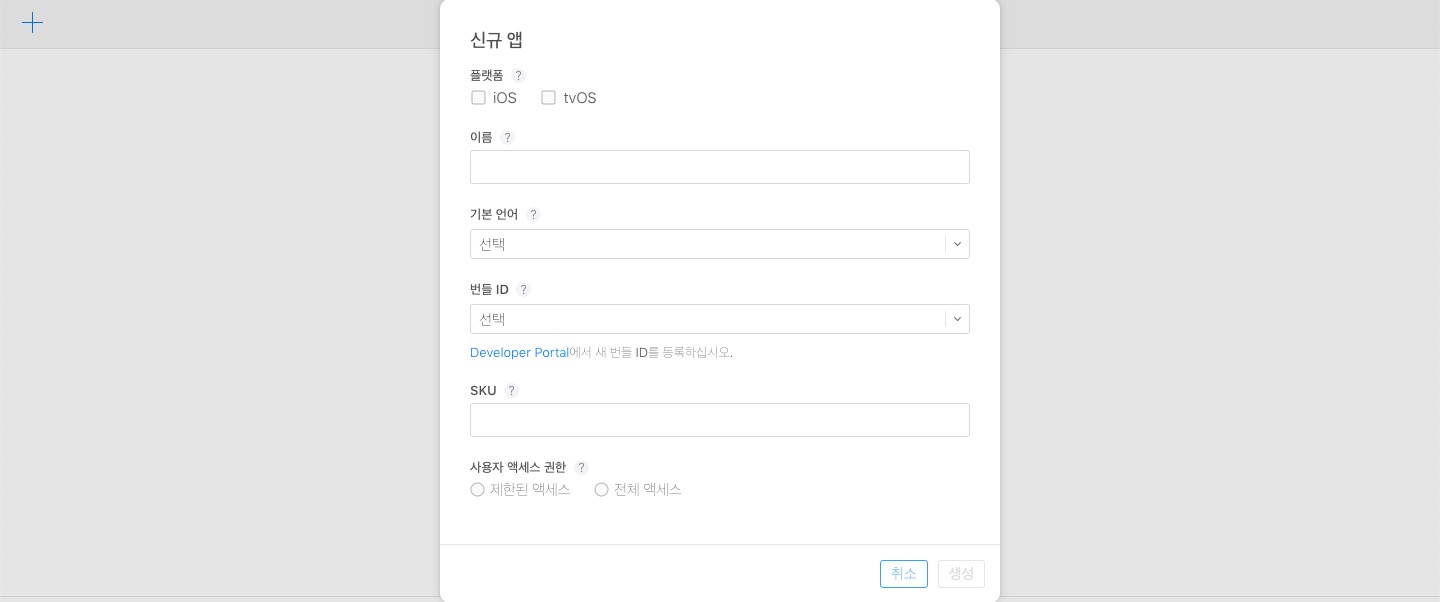 신규 앱
플랫폼 ?
iOS tvOS
이름 ?
기본 언어 ?
선택
번들 ID ?
선택
Developer Portal에서 새 번들 ID를 등록하십시오.
SKU ?
사용자 액세스 권한 ?
제한된 액세스 전체 액세스
취소 생성